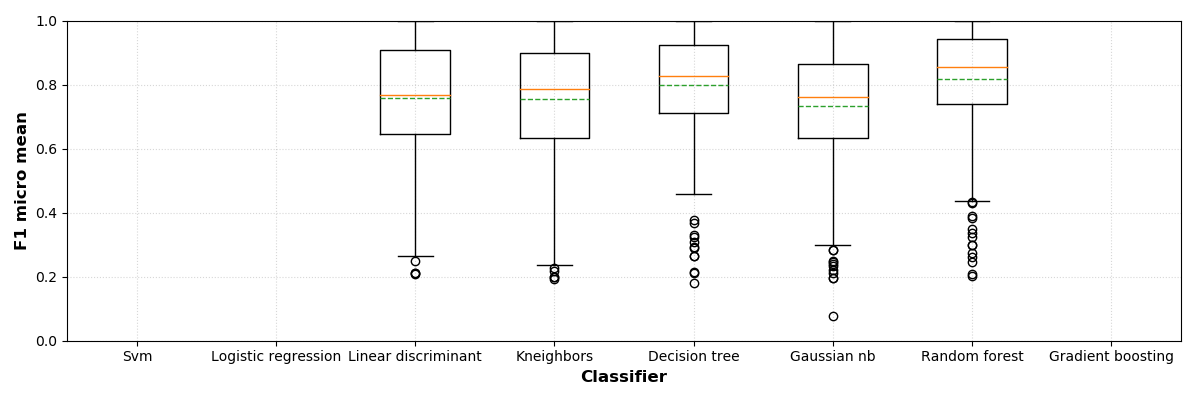 1.0
0.8
0.6
0.4
0.2
0.0
F1 micro mean
Svm Logistic regression Linear discriminant Kneighbors Decision tree Gaussian nb Random forest Gradient boosting
Classifier